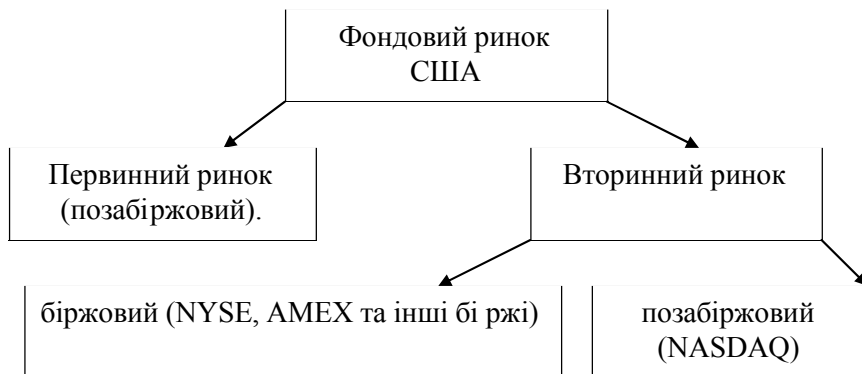 Фондовий ринок
США
Первинний ринок
(позабіржовий).
Вторинний ринок
біржовий (NYSE, AMEX та інші бі ржі)
позабіржовий
(NASDAQ)